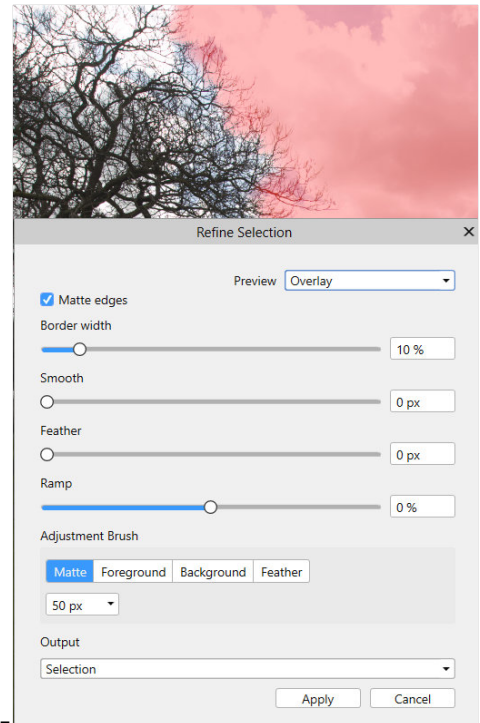 Refine Selection
Preview Overlay
Matte edges
Border width
10 %
Smooth
0 px
Feather
0 px
Ramp
0 %
Adjustment Brush
Matte Foreground Background Feather
50 px
Output
Selection
Apply Cancel